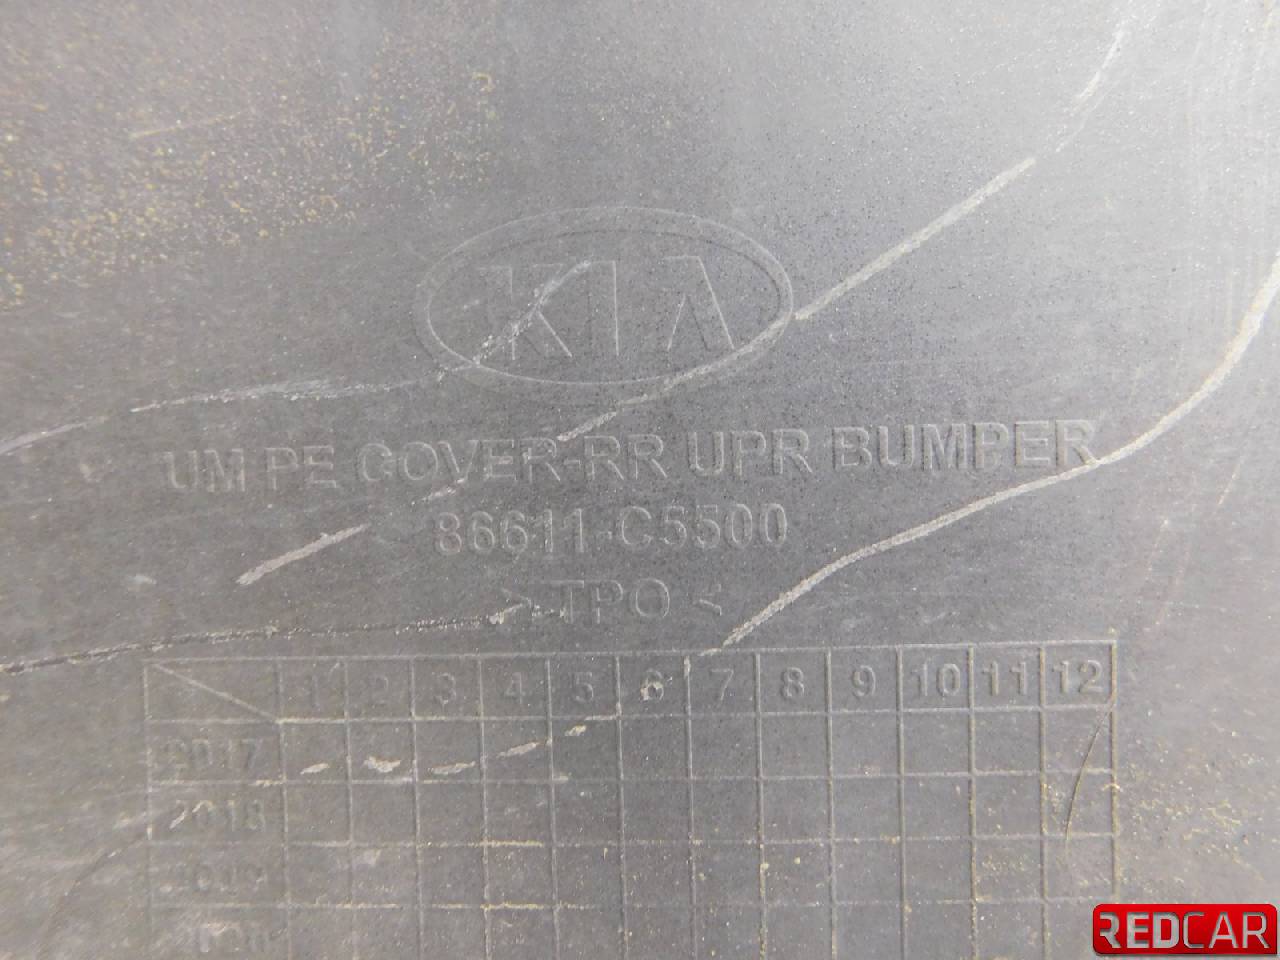 KIA
UM PE COVER-RR UPR BUMPER
86611-C5500
>TPO<
1 2 3 4 5 6 7 8 9 10 11 12
2017
2018
2019
REDCAR